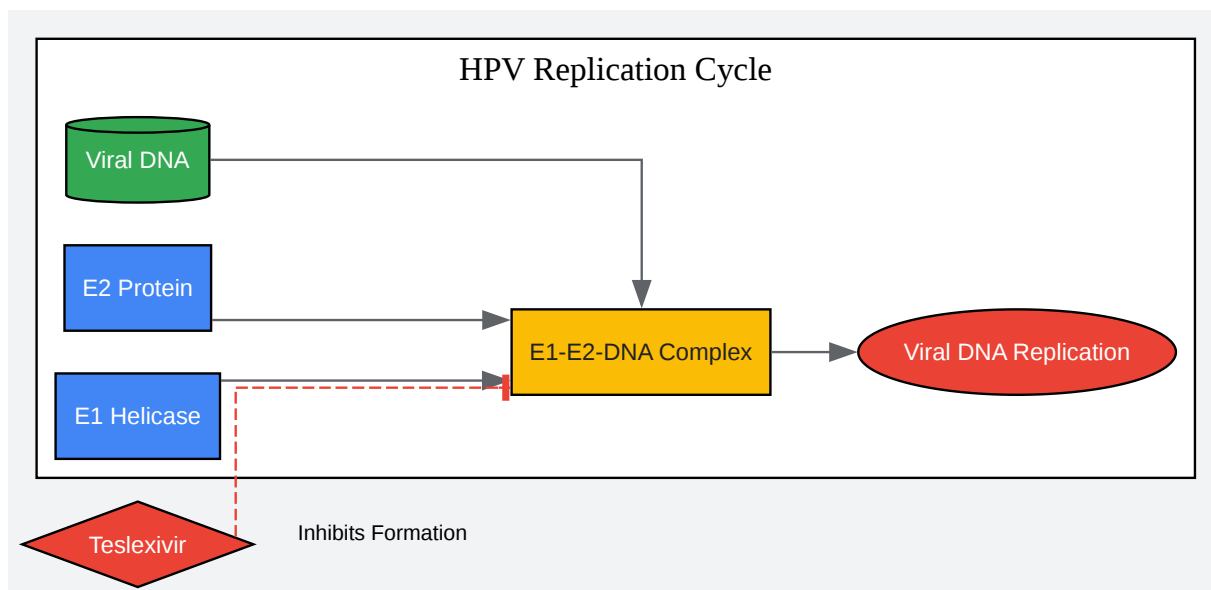 HPV Replication Cycle
Viral DNA
E2 Protein
E1-E2-DNA Complex
Viral DNA Replication
E1 Helicase
Teslexivir
Inhibits Formation